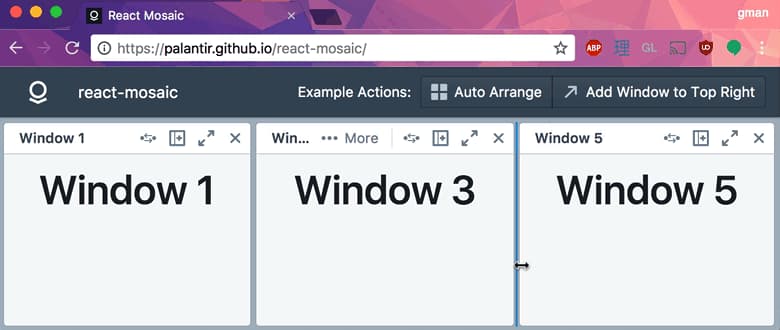 React Mosaic
gman
https://palantir.github.io/react-mosaic/
ABP
理
GL
react-mosaic
Example Actions:
Auto Arrange
Add Window to Top Right
Window 1
Win... ••• More
Window 5
Window 1
Window 3
Window 5